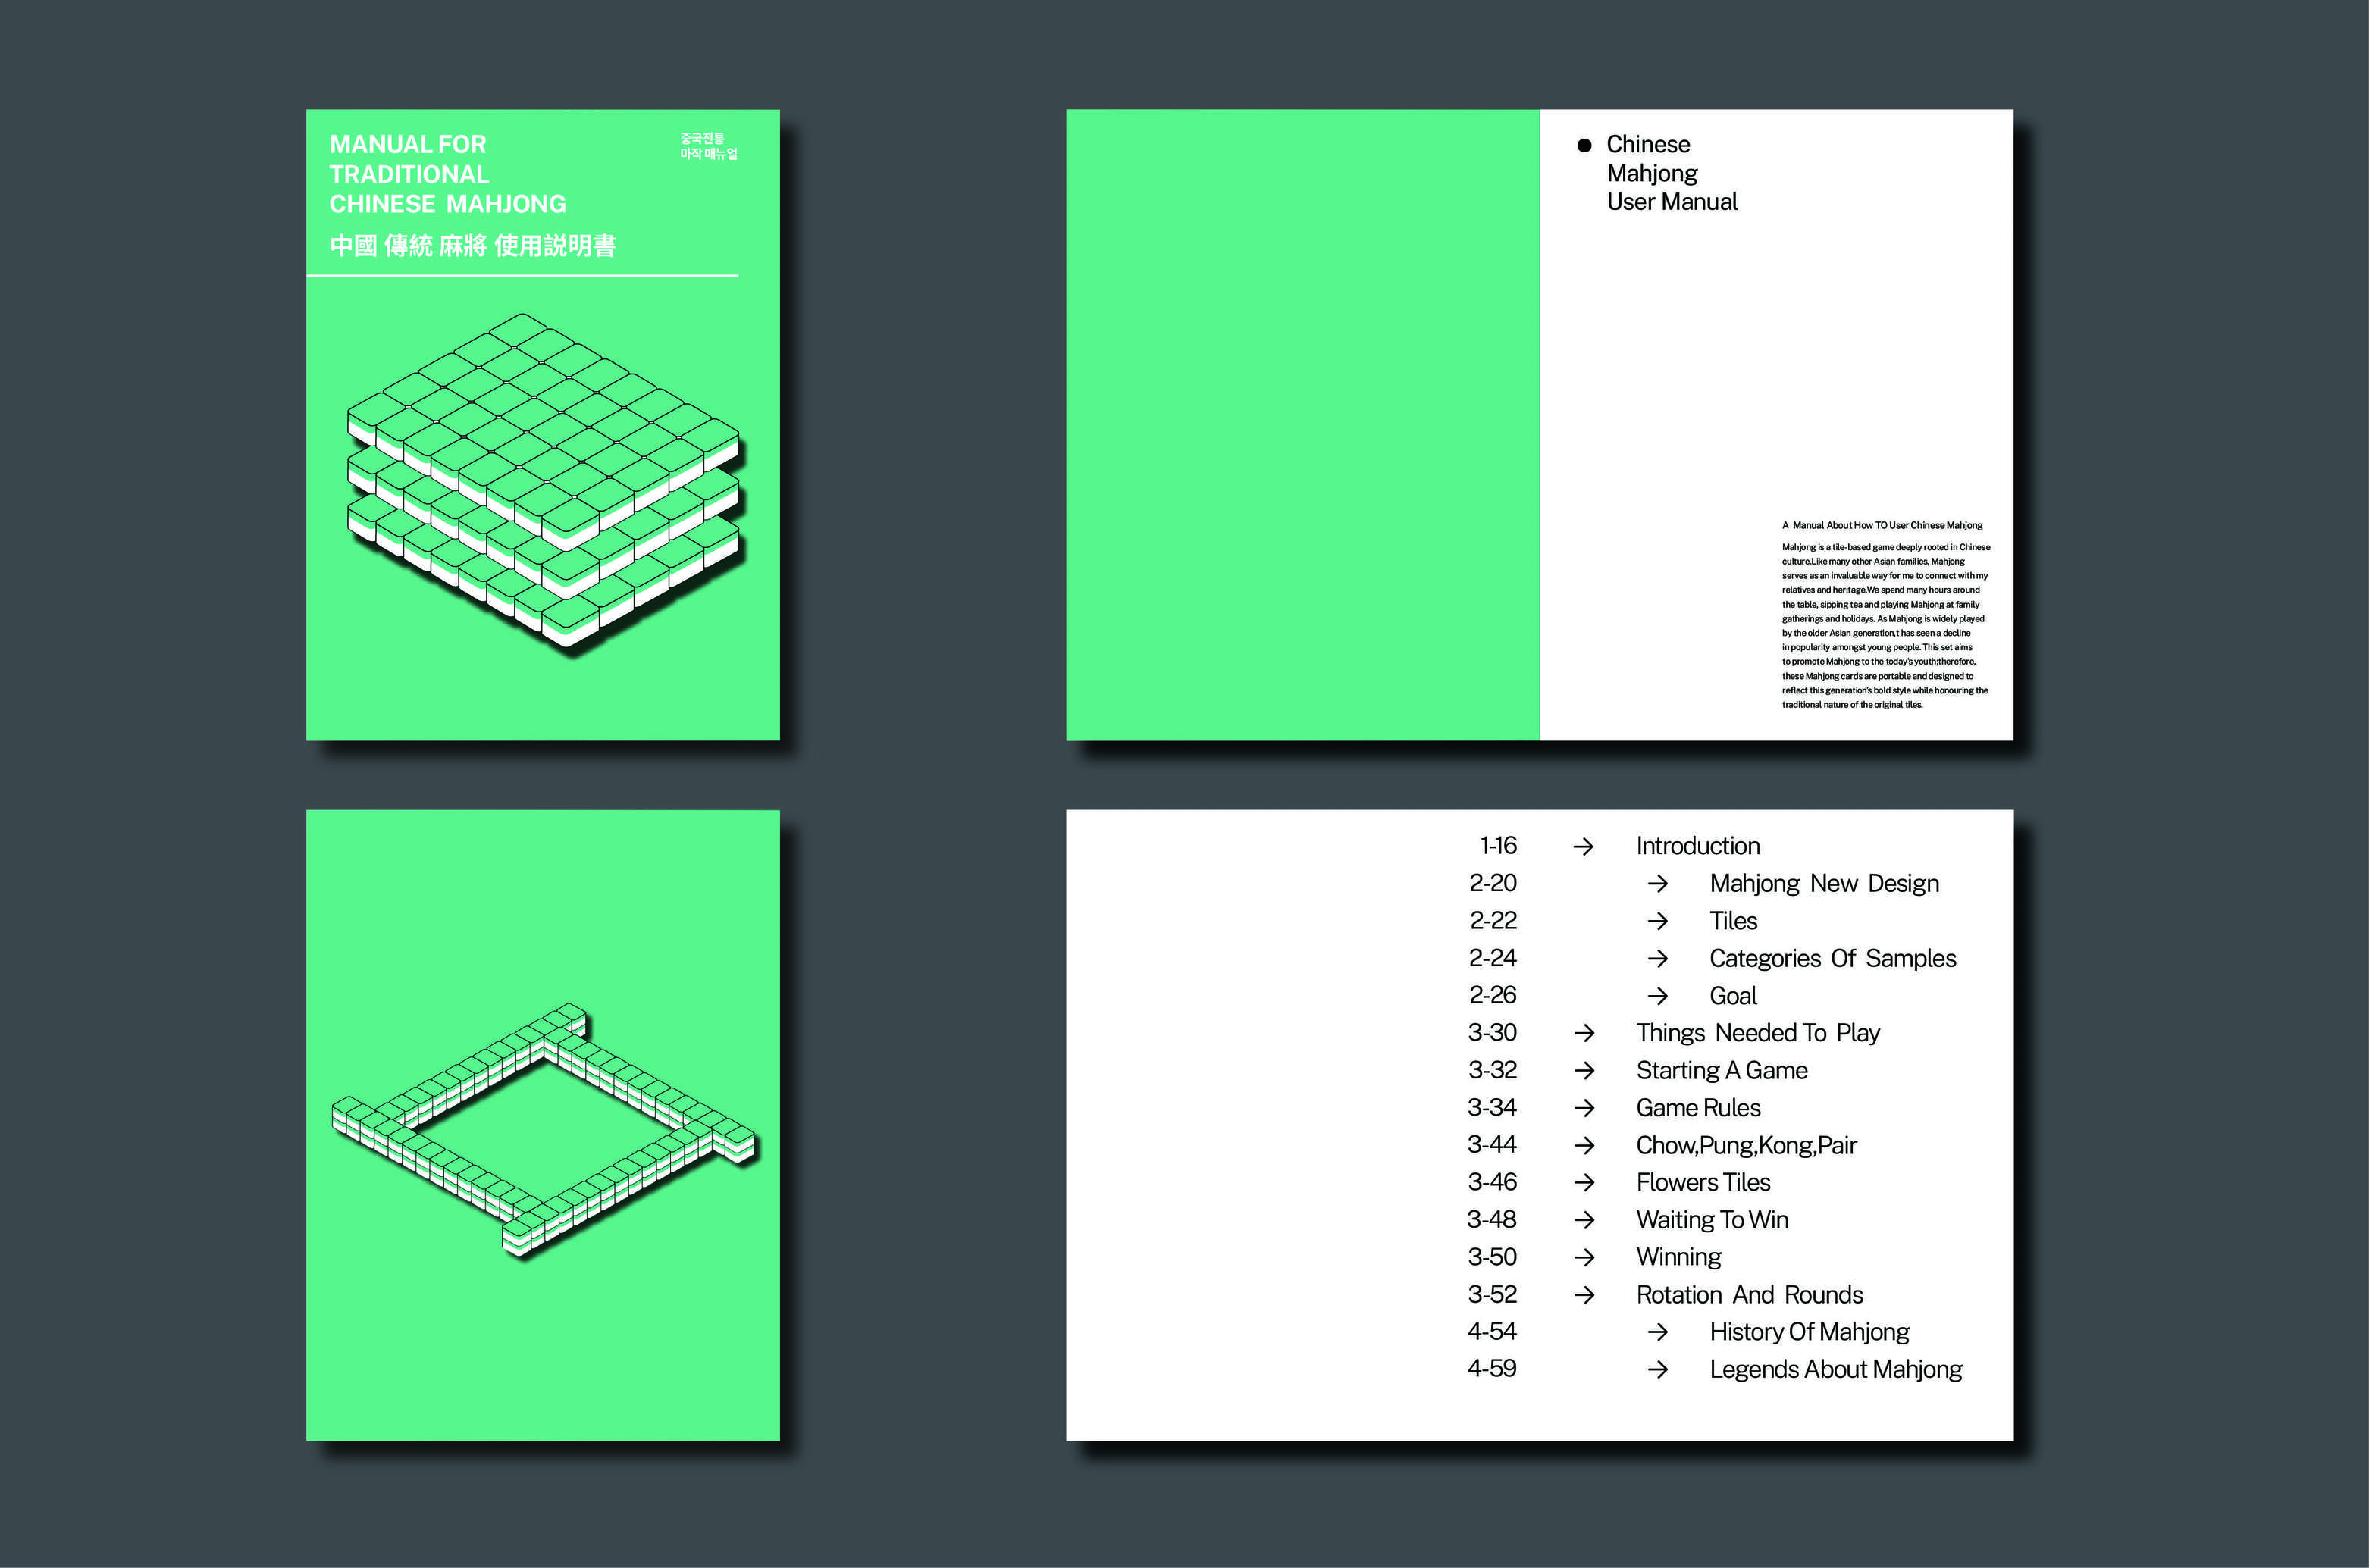 MANUAL FOR
TRADITIONAL
CHINESE MAHJONG
中國 傳統 麻將 使用説明書
중국전통
마작 매뉴얼
Chinese
Mahjong
User Manual
A Manual About How TO User Chinese Mahjong
Mahjong is a tile-based game deeply rooted in Chinese
culture.Like many other Asian families, Mahjong
serves as an invaluable way for me to connect with my
relatives and heritage.We spend many hours around
the table, sipping tea and playing Mahjong at family
gatherings and holidays. As Mahjong is widely played
by the older Asian generation,t has seen a decline
in popularity amongst young people. This set aims
to promote Mahjong to the today's youth;therefore,
these Mahjong cards are portable and designed to
reflect this generation's bold style while honouring the
traditional nature of the original tiles.
1-16 → Introduction
2-20 → Mahjong New Design
2-22 → Tiles
2-24 → Categories Of Samples
2-26 → Goal
3-30 → Things Needed To Play
3-32 → Starting A Game
3-34 → Game Rules
3-44 → Chow,Pung,Kong,Pair
3-46 → Flowers Tiles
3-48 → Waiting To Win
3-50 → Winning
3-52 → Rotation And Rounds
4-54 → History Of Mahjong
4-59 → Legends About Mahjong